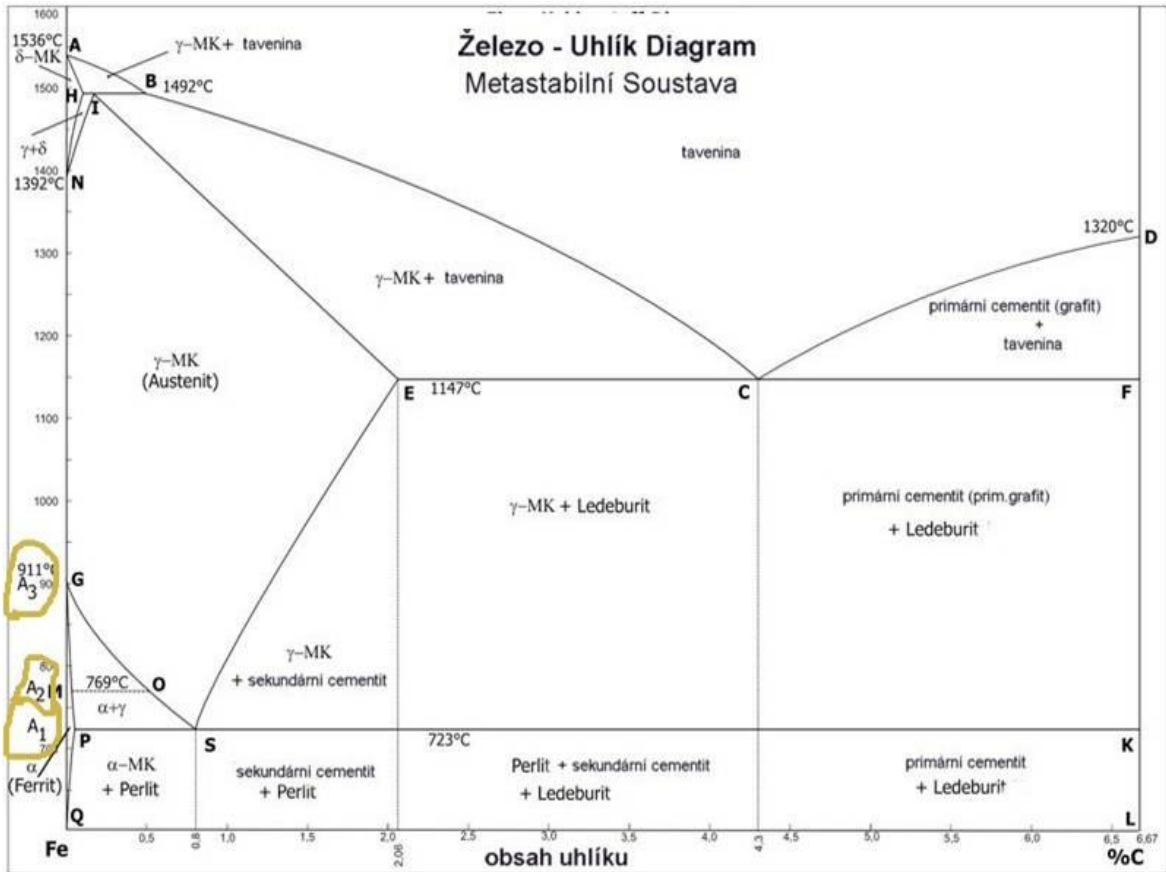 Železo - Uhlík Diagram
Metastabilní Soustava
1600
1536°C
A
δ-MK
γ-MK+ tavenina
1500
H
I
B
1492°C
γ+δ
tavenina
1400
1392°C
N
1320°C
D
1300
γ-MK + tavenina
primární cementit (grafit)
+
tavenina
1200
γ-MK
(Austenit)
E
1147°C
C
F
1100
1000
γ-MK + Ledeburit
primární cementit (prim.grafit)
+ Ledeburit
911°C
A3
G
γ-MK
+ sekundární cementit
A2
M
769°C
O
α+γ
A1
P
S
723°C
K
α
(Ferrit)
α-MK
+ Perlit
sekundární cementit
+ Perlit
Perlit + sekundární cementit
+ Ledeburit
primární cementit
+ Ledeburit
Q
L
Fe
0,5
0,8
1,0
1,5
2,0
2,06
2,5
3,0
3,5
4,0
4,3
4,5
5,0
5,5
6,0
6,5
6,67
obsah uhlíku
%C